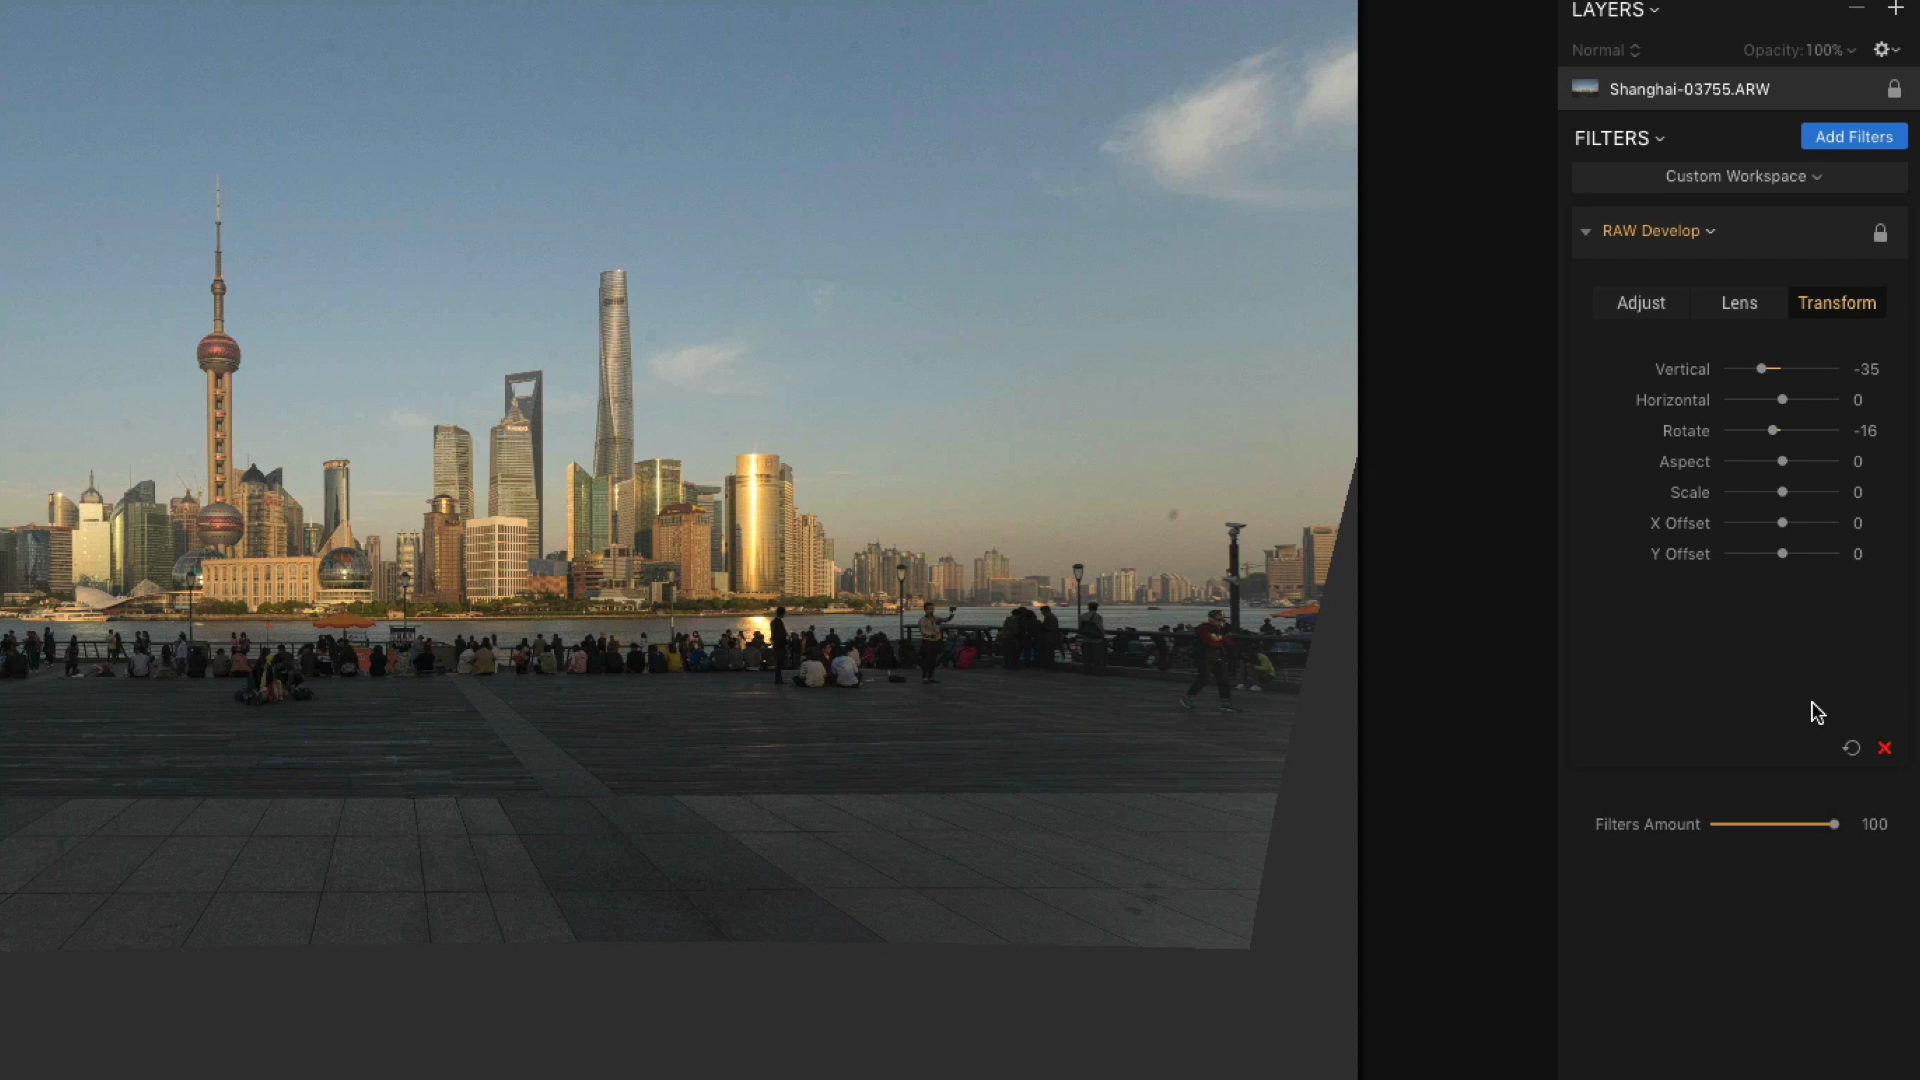 LAYERS
Normal Opacity: 100%
Shanghai-03755.ARW
FILTERS Add Filters
Custom Workspace
RAW Develop
Adjust Lens Transform
Vertical -35
Horizontal 0
Rotate -16
Aspect 0
Scale 0
X Offset 0
Y Offset 0
Filters Amount 100